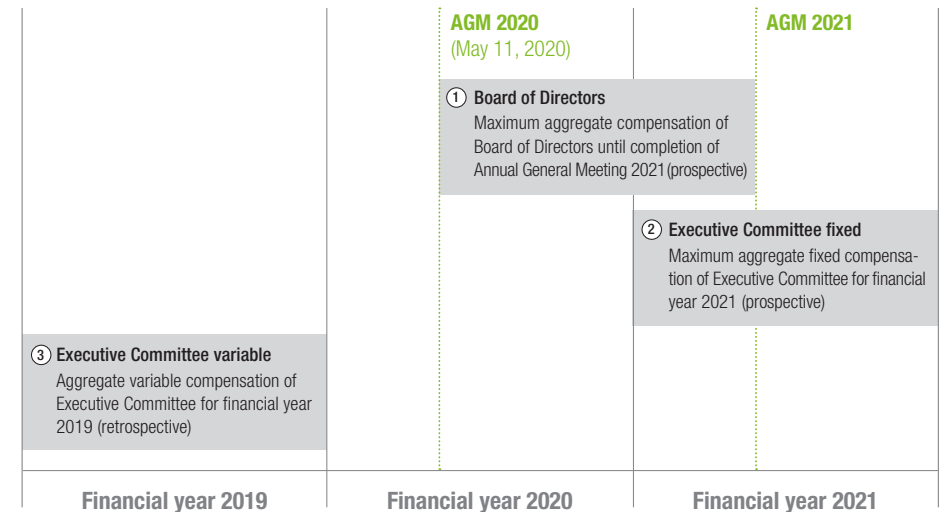 AGM 2020
(May 11, 2020)
AGM 2021
1 Board of Directors
Maximum aggregate compensation of
Board of Directors until completion of
Annual General Meeting 2021(prospective)
2 Executive Committee fixed
Maximum aggregate fixed compensa-
tion of Executive Committee for financial
year 2021 (prospective)
3 Executive Committee variable
Aggregate variable compensation of
Executive Committee for financial year
2019 (retrospective)
Financial year 2019
Financial year 2020
Financial year 2021